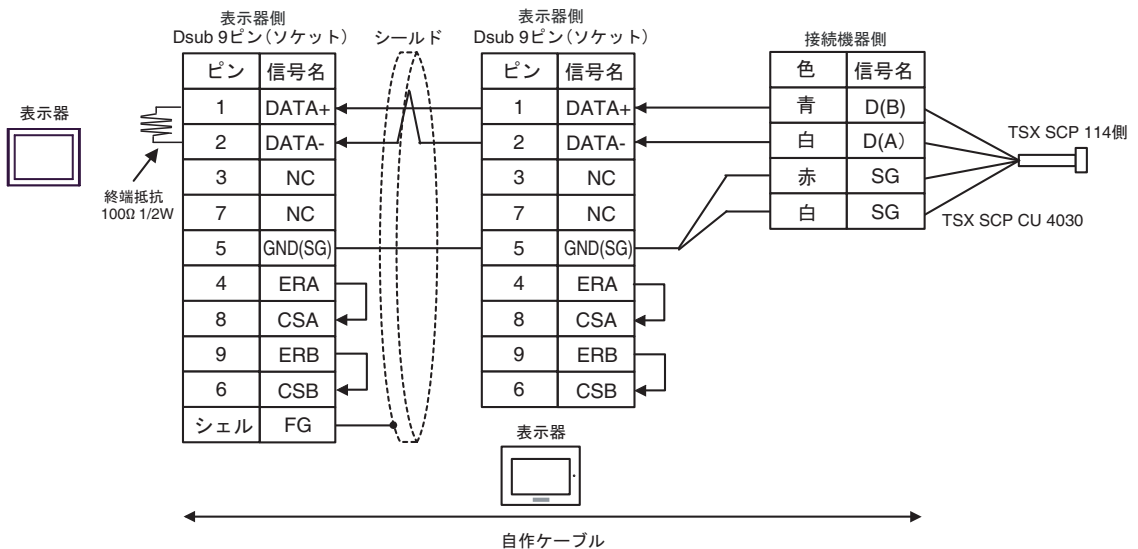 表示器側
Dsub 9ピン(ソケット)
シールド
表示器側
Dsub 9ピン(ソケット)
接続機器側
ピン 信号名
1 DATA+
2 DATA-
3 NC
7 NC
5 GND(SG)
4 ERA
8 CSA
9 ERB
6 CSB
シェル FG
ピン 信号名
1 DATA+
2 DATA-
3 NC
7 NC
5 GND(SG)
4 ERA
8 CSA
9 ERB
6 CSB
色 信号名
青 D(B)
白 D(A)
赤 SG
白 SG
表示器
終端抵抗
100Ω 1/2W
TSX SCP 114側
TSX SCP CU 4030
表示器
自作ケーブル